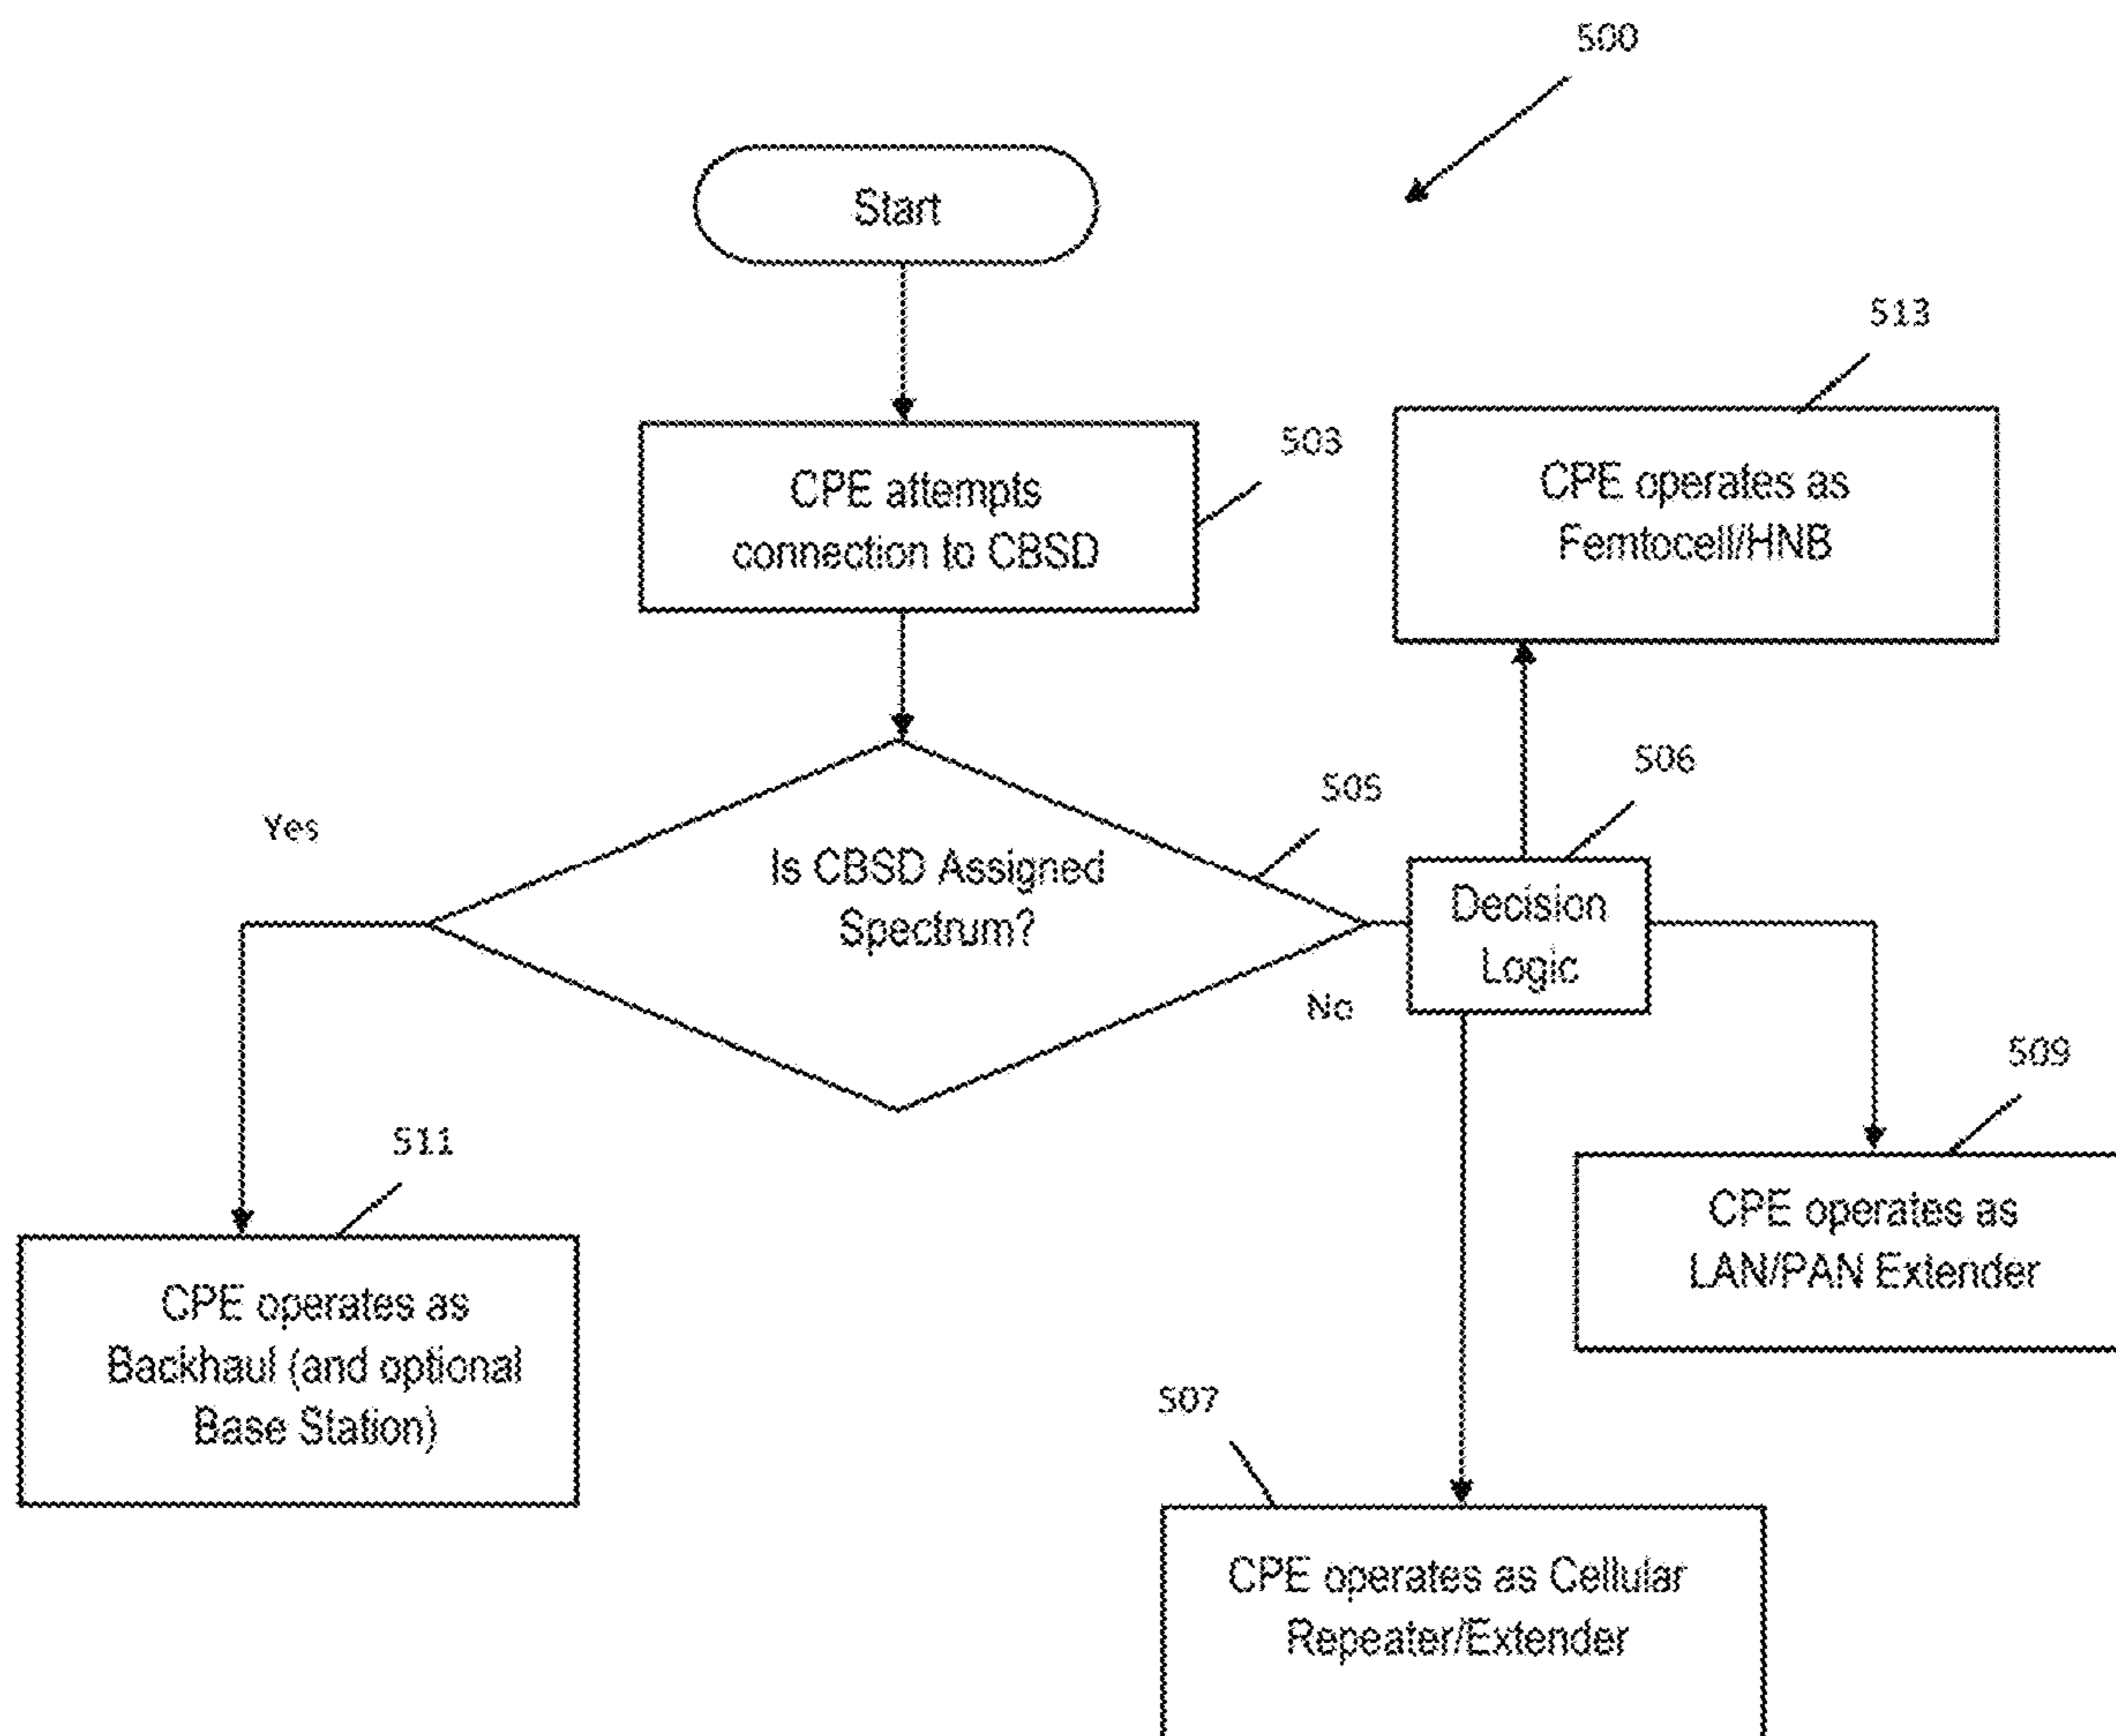 500
Start
513
503
CPE attempts
connection to CBSD
CPE operates as
Femtocell/HNB
506
505
Yes
Is CBSD Assigned
Spectrum?
Decision
Logic
No
509
511
CPE operates as
LAN/PAN Extender
CPE operates as
Backhaul (and optional
Base Station)
507
CPE operates as Cellular
Repeater/Extender